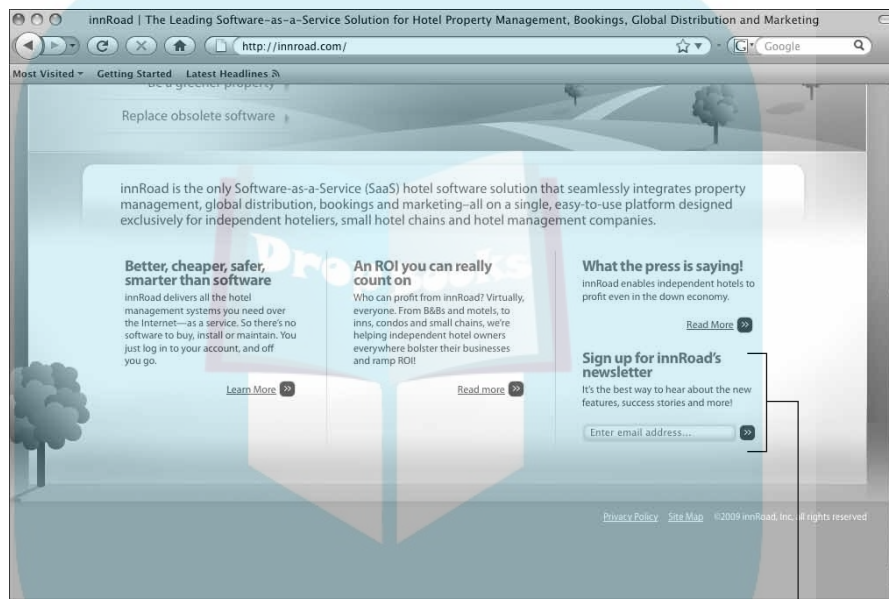 innRoad | The Leading Software-as-a-Service Solution for Hotel Property Management, Bookings, Global Distribution and Marketing
http://innroad.com/
G
Google
Most Visited
Getting Started
Latest Headlines
Be a greener property
Replace obsolete software
innRoad is the only Software-as-a-Service (SaaS) hotel software solution that seamlessly integrates property
management, global distribution, bookings and marketing–all on a single, easy-to-use platform designed
exclusively for independent hoteliers, small hotel chains and hotel management companies.
Drop Books
Better, cheaper, safer,
smarter than software
innRoad delivers all the hotel
management systems you need over
the Internet—as a service. So there's no
software to buy, install or maintain. You
just log in to your account, and off
you go.
Learn More »
An ROI you can really
count on
Who can profit from innRoad? Virtually,
everyone. From B&Bs and motels, to
inns, condos and small chains, we're
helping independent hotel owners
everywhere bolster their businesses
and ramp ROI!
Read more »
What the press is saying!
innRoad enables independent hotels to
profit even in the down economy.
Read More »
Sign up for innRoad's
newsletter
It's the best way to hear about the new
features, success stories and more!
Enter email address... »
Privacy Policy Site Map ©2009 innRoad, Inc, all rights reserved